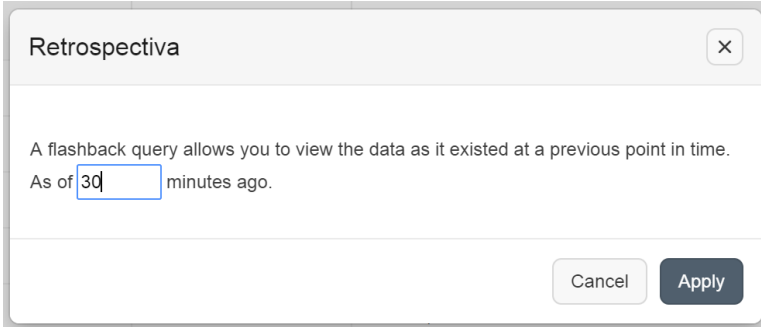 Retrospectiva
A flashback query allows you to view the data as it existed at a previous point in time.
As of 30 minutes ago.
Cancel Apply